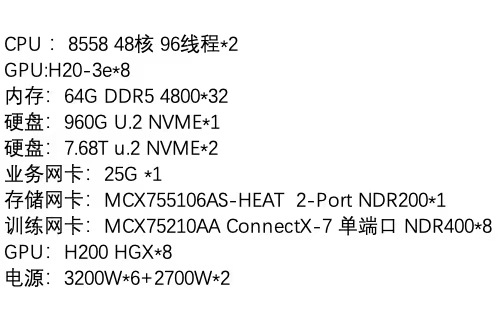 CPU ：8558 48核 96线程*2
GPU:H20-3e*8
内存：64G DDR5 4800*32
硬盘：960G U.2 NVME*1
硬盘：7.68T u.2 NVME*2
业务网卡：25G *1
存储网卡：MCX755106AS-HEAT  2-Port NDR200*1
训练网卡：MCX75210AA ConnectX-7 单端口 NDR400*8
GPU：H200 HGX*8
电源：3200W*6+2700W*2